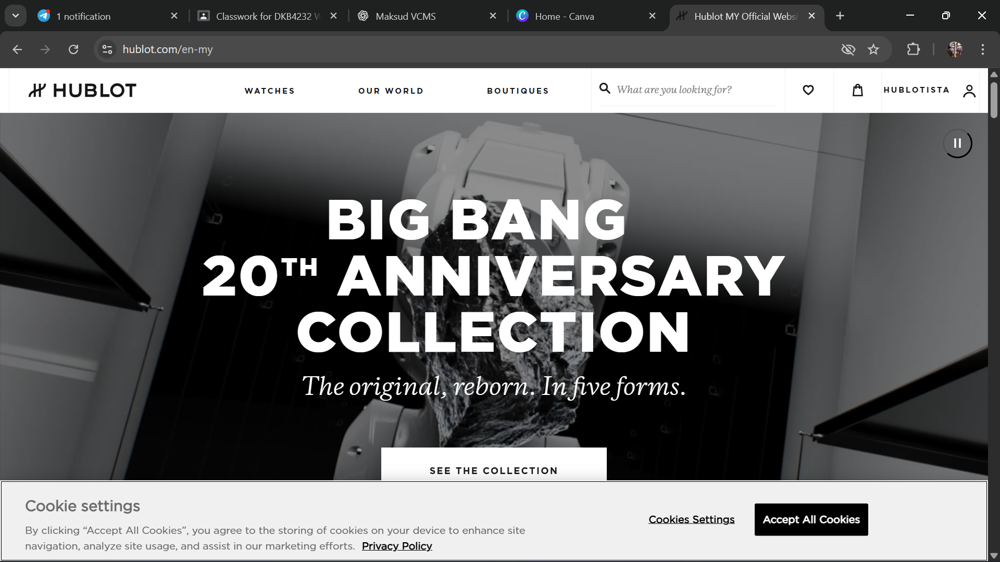 1 notification
Classwork for DKB4232 W
Maksud VCMS
Home - Canva
Hublot MY Official Websi
hublot.com/en-my
HUBLOT
WATCHES
OUR WORLD
BOUTIQUES
What are you looking for?
HUBLOTISTA
BIG BANG
20TH ANNIVERSARY
COLLECTION
The original, reborn. In five forms.
SEE THE COLLECTION
Cookie settings
By clicking “Accept All Cookies”, you agree to the storing of cookies on your device to enhance site
navigation, analyze site usage, and assist in our marketing efforts. Privacy Policy
Cookies Settings
Accept All Cookies